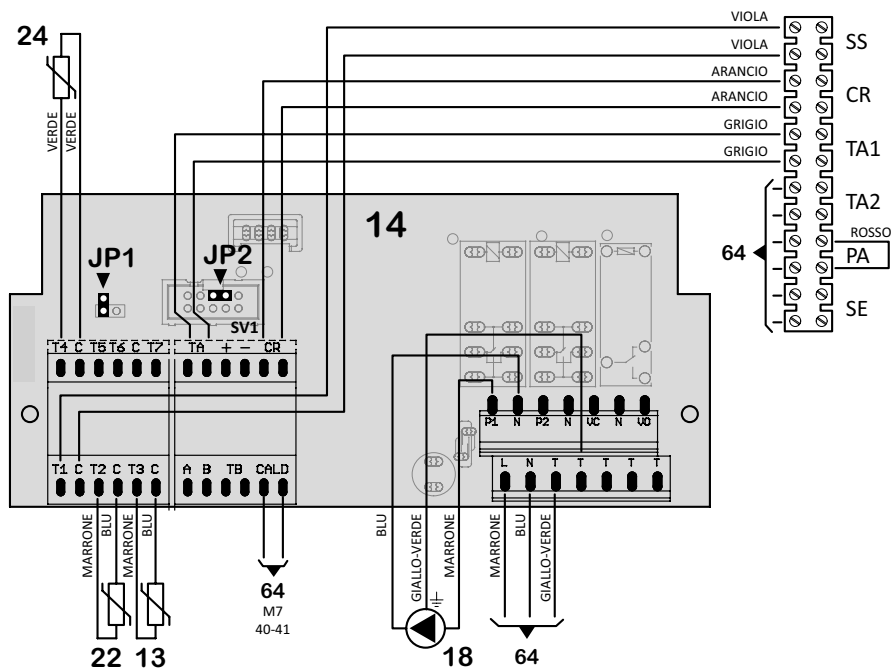 24
VERDE
VERDE
VIOLA
VIOLA
ARANCIO
ARANCIO
GRIGIO
GRIGIO
SS
CR
TA1
TA2
ROSSO
PA
SE
64
14
JP1
JP2
SV1
T4 C T5 T6 C T7
TA + - CR
P1 N P2 N VC N VO
T1 C T2 C T3 C
A B TB CALD
L N T T T T T
MARRONE
BLU
MARRONE
BLU
64
M7
40-41
BLU
GIALLO-VERDE
MARRONE
MARRONE
BLU
GIALLO-VERDE
22
13
18
64